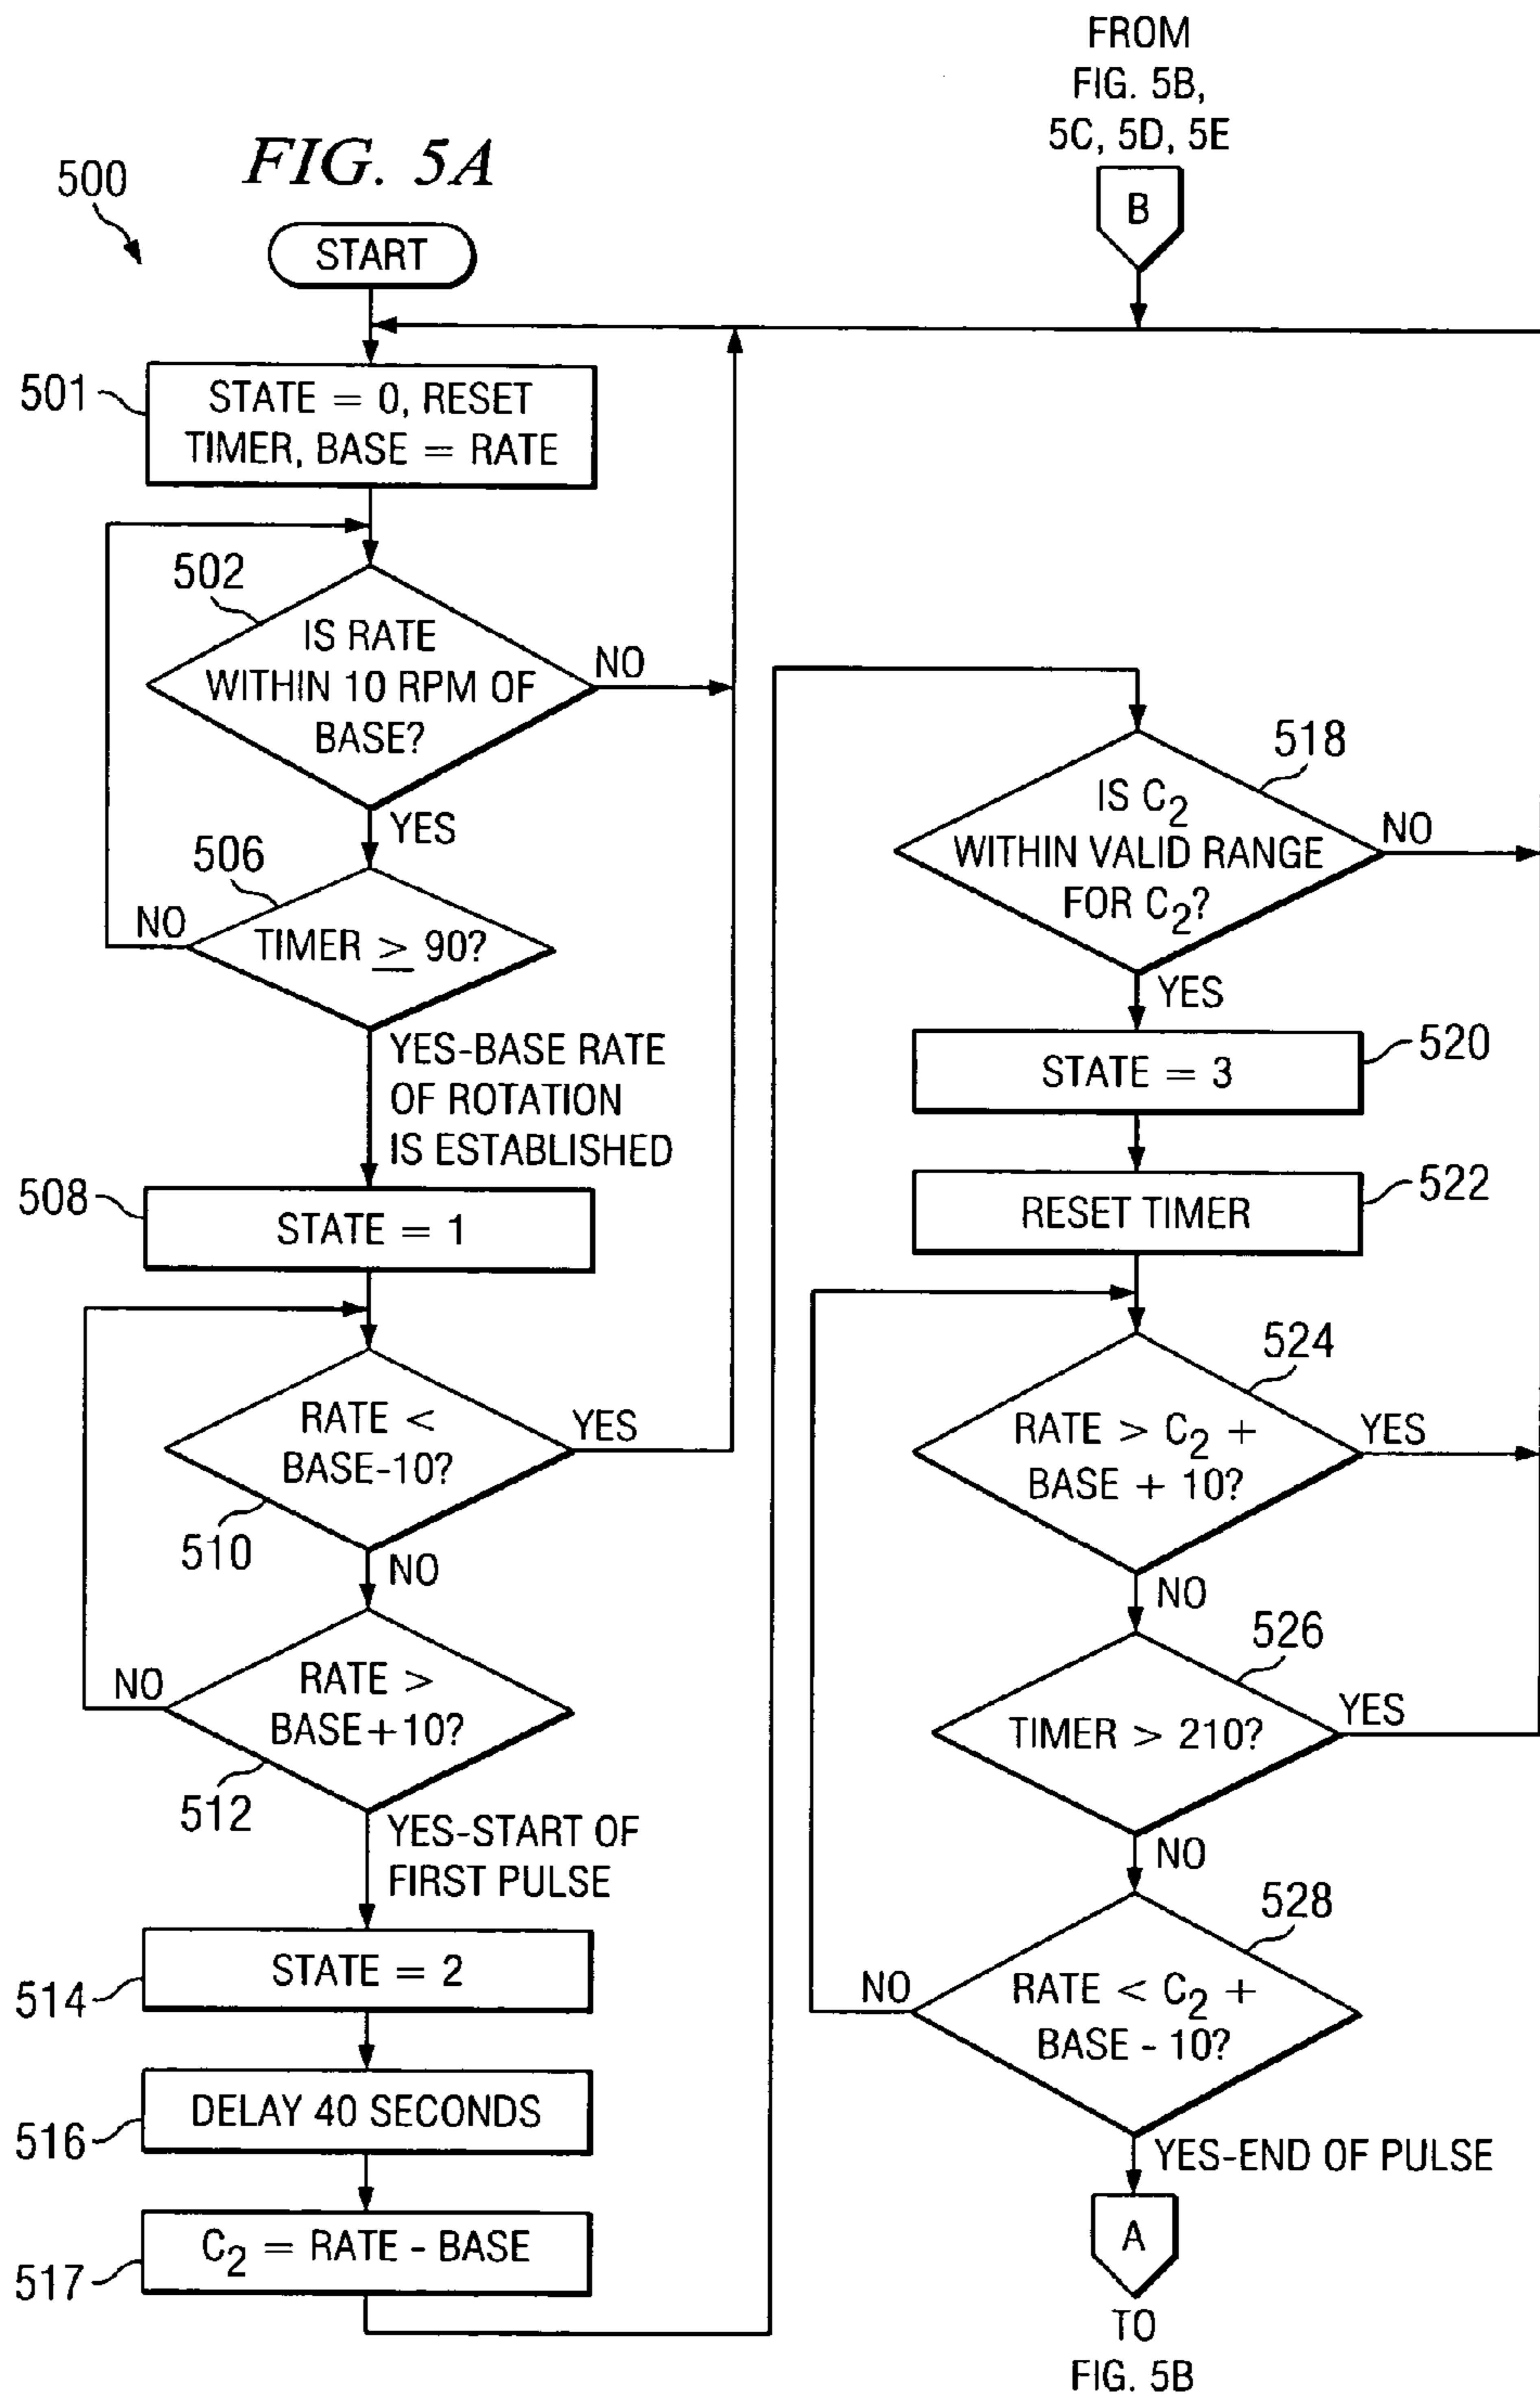 FIG. 5A
500
START
501
STATE = 0, RESET
TIMER, BASE = RATE
502
IS RATE
WITHIN 10 RPM OF
BASE?
NO
YES
506
TIMER ≥ 90?
NO
YES-BASE RATE
OF ROTATION
IS ESTABLISHED
508
STATE = 1
RATE <
BASE-10?
YES
510
NO
RATE >
BASE+10?
NO
512
YES-START OF
FIRST PULSE
STATE = 2
514
DELAY 40 SECONDS
516
C2 = RATE - BASE
517
FROM
FIG. 5B,
5C, 5D, 5E
B
518
IS C2
WITHIN VALID RANGE
FOR C2?
NO
YES
520
STATE = 3
522
RESET TIMER
524
RATE > C2 +
BASE + 10?
YES
NO
526
TIMER > 210?
YES
NO
528
RATE < C2 +
BASE - 10?
NO
YES-END OF PULSE
A
TO
FIG. 5B